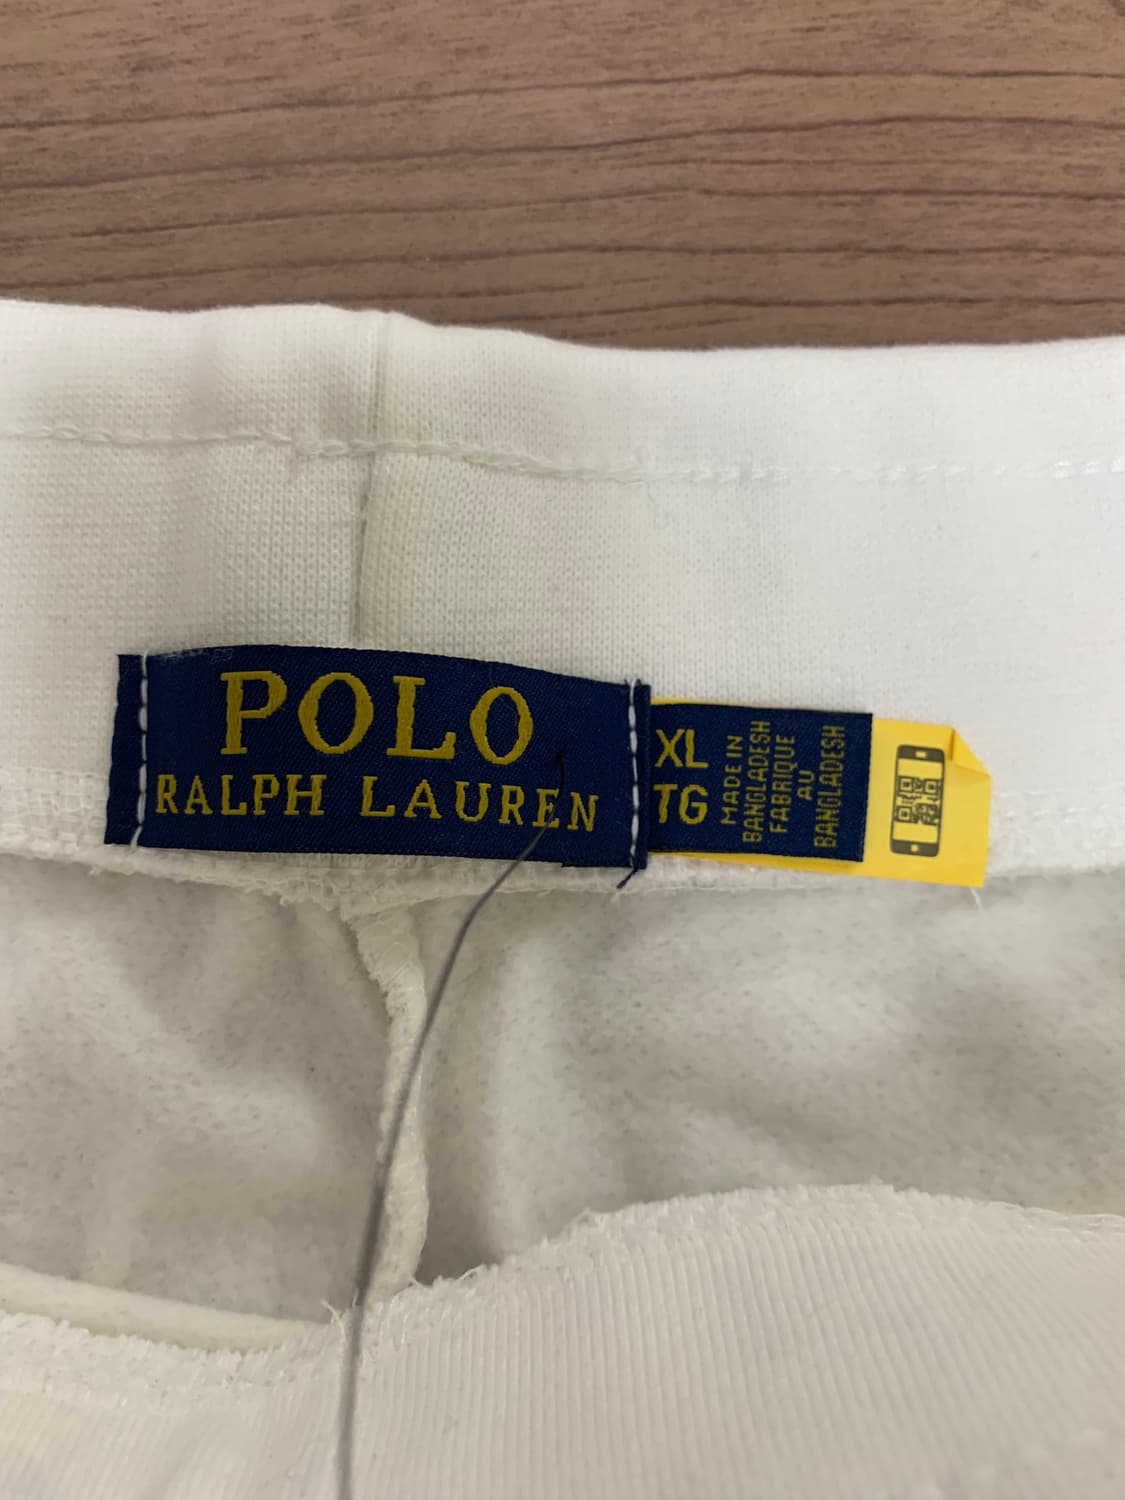 POLO
RALPH LAUREN
XL
TG
MADE IN
BANGLADESH
FABRIQUE
AU
BANGLADESH